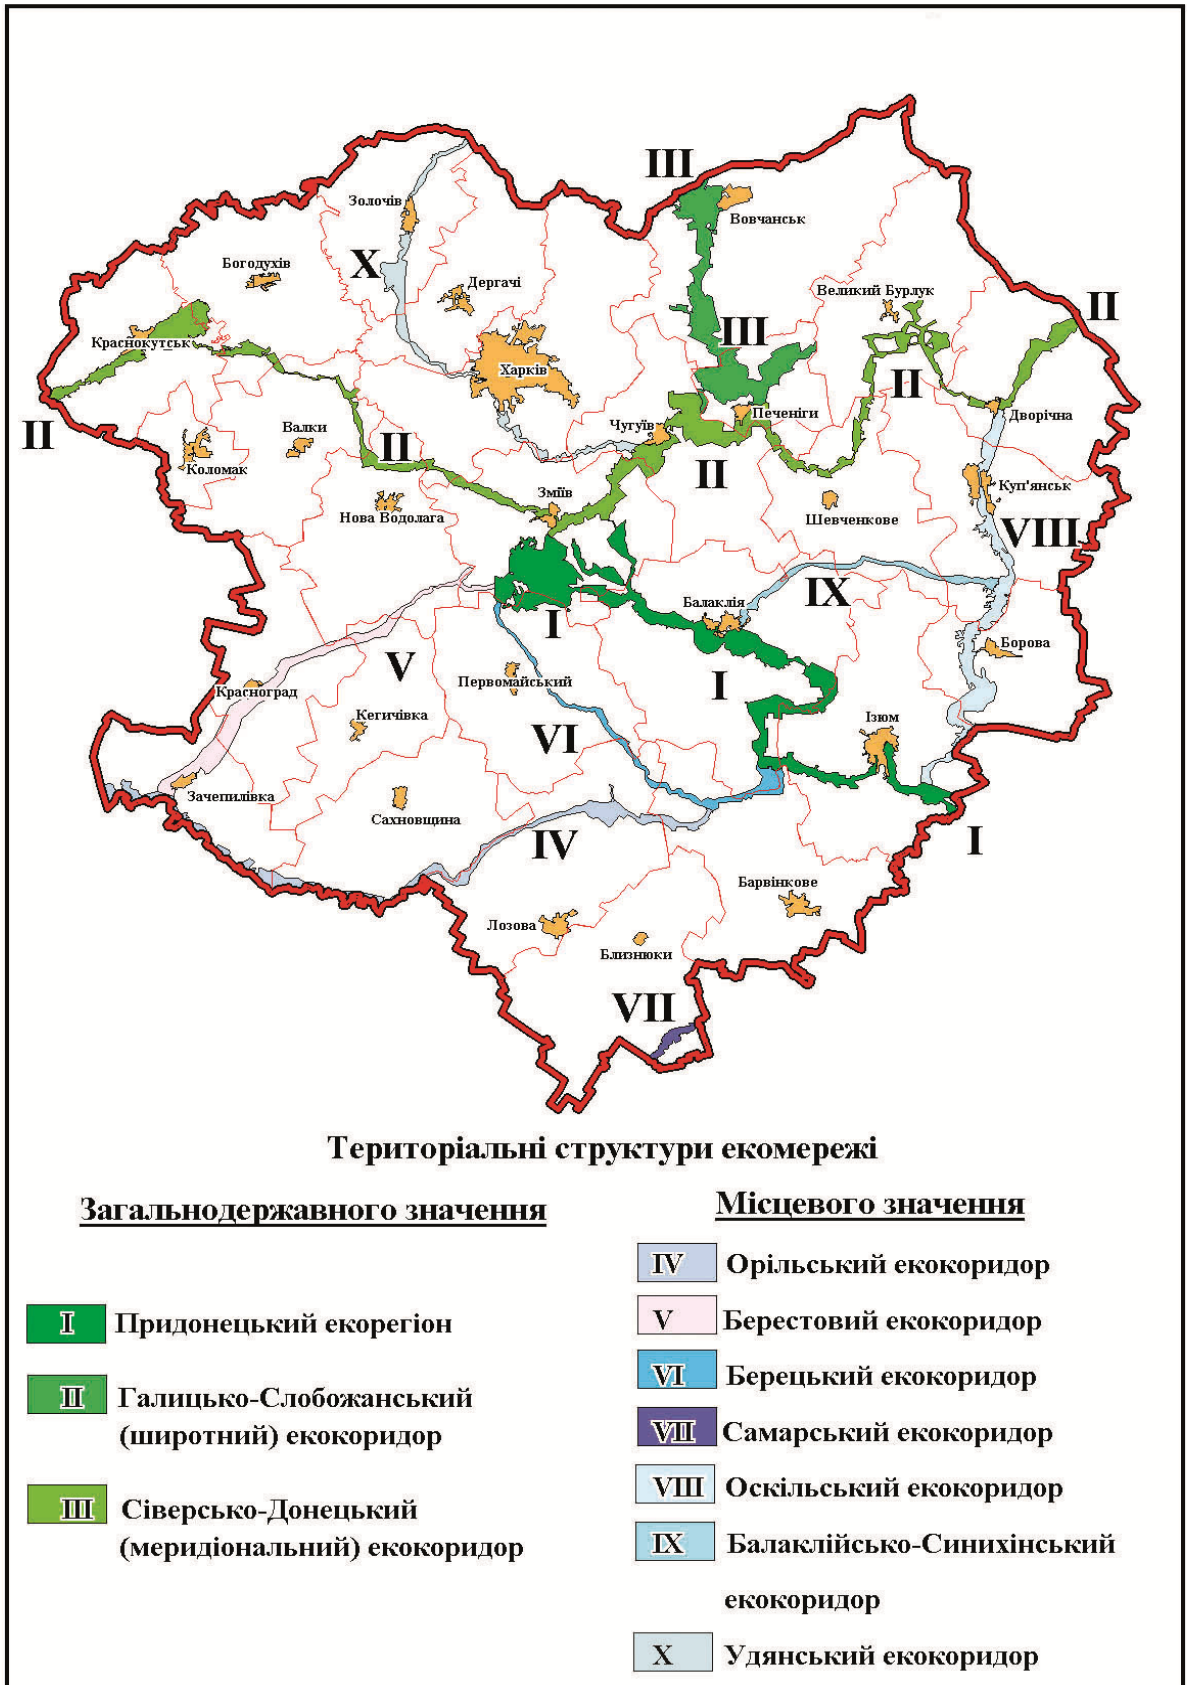 III
Золочів
Вовчанськ
X
Богодухів
Дергачі
Великий Бурлук
II
III
Краснокутськ
Харків
II
Печеніги
Дворічна
II
Валки
II
Чугуїв
Коломак
II
Куп'янськ
Зміїв
Нова Водолага
Шевченкове
VIII
IX
Балаклія
I
Борова
V
Первомайський
I
Красноград
Кегичівка
VI
Ізюм
Зачепилівка
Сахновщина
IV
I
Барвінкове
Лозова
Близнюки
VII
Територіальні структури екомережі
Загальнодержавного значення
I Придонецький екорегіон
II Галицько-Слобожанський
(широтний) екокоридор
III Сіверсько-Донецький
(меридіональний) екокоридор
Місцевого значення
IV Орільський екокоридор
V Берестовий екокоридор
VI Берецький екокоридор
VII Самарський екокоридор
VIII Оскільський екокоридор
IX Балаклійсько-Синихінський
екокоридор
X Удянський екокоридор